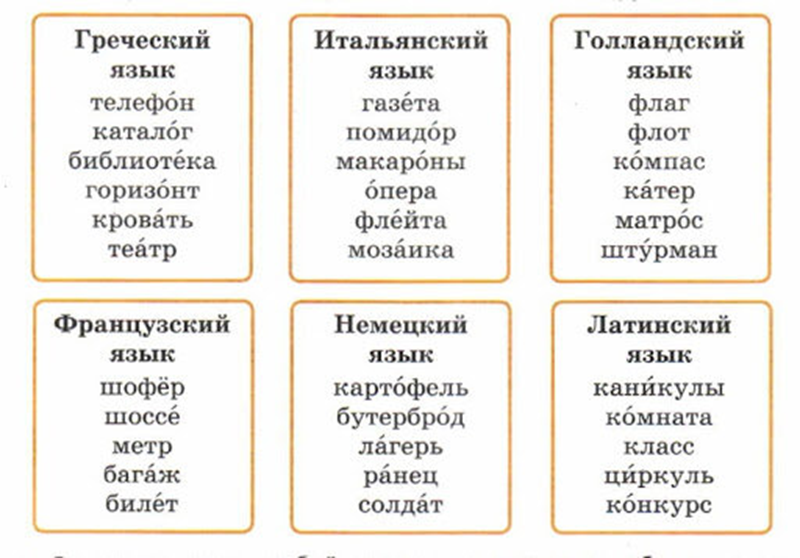 Греческий
язык
телефо́н
катало́г
библиоте́ка
горизо́нт
крова́ть
теа́тр
Итальянский
язык
газе́та
помидо́р
макаро́ны
о́пера
фле́йта
моза́ика
Голландский
язык
флаг
флот
ко́мпас
ка́тер
матро́с
шту́рман
Французский
язык
шофёр
шоссе́
метр
бага́ж
биле́т
Немецкий
язык
карто́фель
бутербро́д
ла́герь
ра́нец
солда́т
Латинский
язык
кани́кулы
ко́мната
класс
ци́ркуль
ко́нкурс